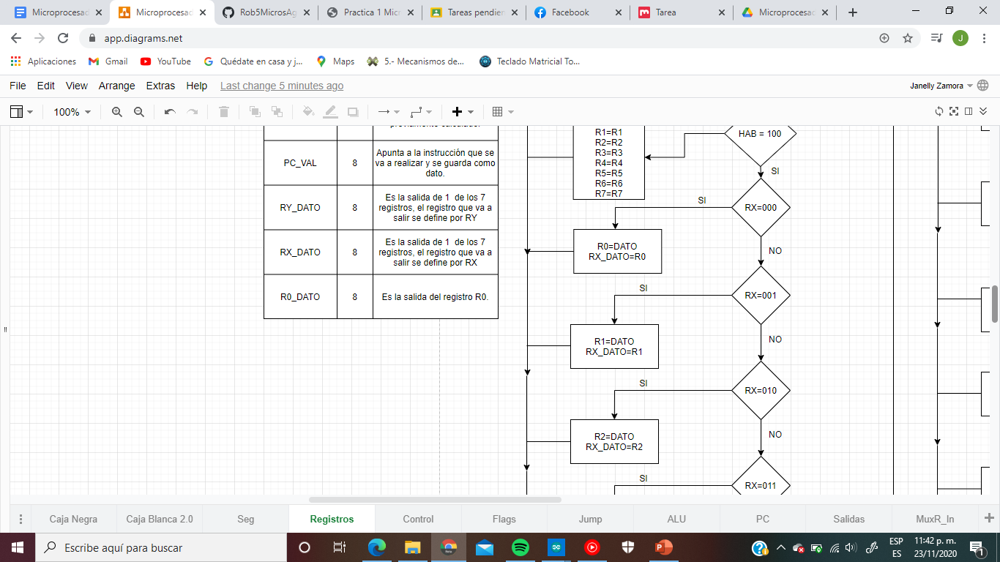 Microprocesad
Microprocesad
Rob5MicrosAg
Practica 1 Micr
Tareas pendien
Facebook
Tarea
Microprocesad
app.diagrams.net
J
Aplicaciones
Gmail
YouTube
Quédate en casa y j...
Maps
5.- Mecanismos de...
Teclado Matricial To...
File
Edit
View
Arrange
Extras
Help
Last change 5 minutes ago
Janelly Zamora
100%
previamente calculado.
PC_VAL
8
Apunta a la instrucción que se
va a realizar y se guarda como
dato.
RY_DATO
8
Es la salida de 1 de los 7
registros, el registro que va a
salir se define por RY
RX_DATO
8
Es la salida de 1 de los 7
registros, el registro que va a
salir se define por RX
R0_DATO
8
Es la salida del registro R0.
R1=R1
R2=R2
R3=R3
R4=R4
R5=R5
R6=R6
R7=R7
HAB = 100
SI
RX=000
SI
R0=DATO
RX_DATO=R0
NO
RX=001
SI
R1=DATO
RX_DATO=R1
NO
RX=010
SI
R2=DATO
RX_DATO=R2
NO
RX=011
SI
Caja Negra
Caja Blanca 2.0
Seg
Registros
Control
Flags
Jump
ALU
PC
Salidas
MuxR_In
Escribe aquí para buscar
ESP
ES
11:42 p. m.
23/11/2020
1